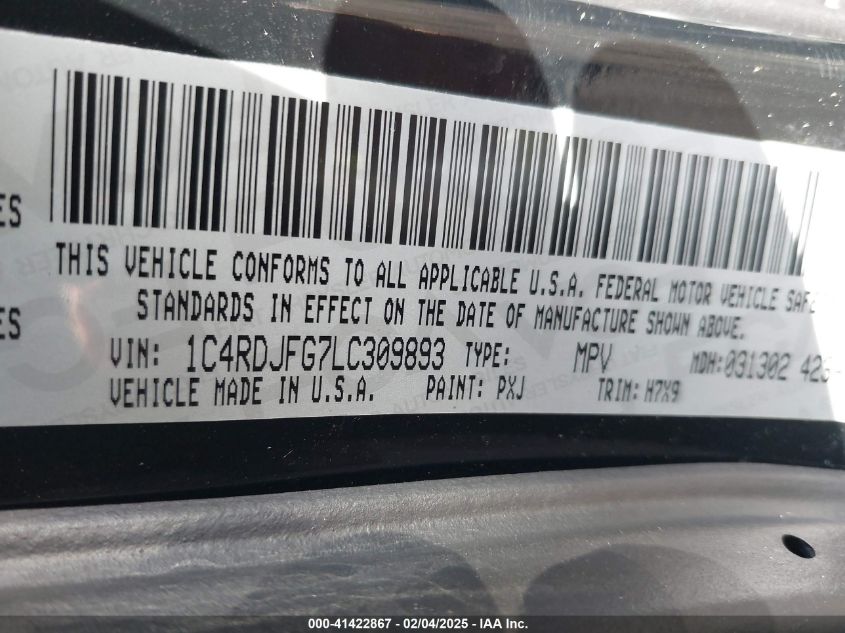 ES
THIS VEHICLE CONFORMS TO ALL APPLICABLE U.S.A. FEDERAL MOTOR VEHICLE SAFE
STANDARDS IN EFFECT ON THE DATE OF MANUFACTURE SHOWN ABOVE.
ES
VIN: 1C4RDJFG7LC309893 TYPE: MPV MDH: 031302 423-
VEHICLE MADE IN U.S.A. PAINT: PXJ TRIM: H7X9
000-41422867 - 02/04/2025 - IAA Inc.